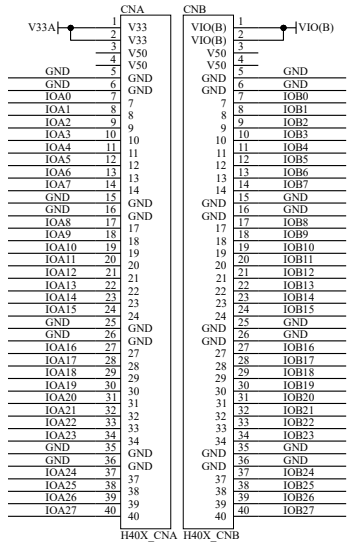 CNA CNB
V33A 1 V33 VIO(B) 1 VIO(B)
2 V33 VIO(B) 2
3 V50 V50 3
4 V50 V50 4
GND 5 GND GND 5 GND
GND 6 GND GND 6 GND
IOA0 7 7 7 7 IOB0
IOA1 8 8 8 8 IOB1
IOA2 9 9 9 9 IOB2
IOA3 10 10 10 10 IOB3
IOA4 11 11 11 11 IOB4
IOA5 12 12 12 12 IOB5
IOA6 13 13 13 13 IOB6
IOA7 14 14 14 14 IOB7
GND 15 GND GND 15 GND
GND 16 GND GND 16 GND
IOA8 17 17 17 17 IOB8
IOA9 18 18 18 18 IOB9
IOA10 19 19 19 19 IOB10
IOA11 20 20 20 20 IOB11
IOA12 21 21 21 21 IOB12
IOA13 22 22 22 22 IOB13
IOA14 23 23 23 23 IOB14
IOA15 24 24 24 24 IOB15
GND 25 GND GND 25 GND
GND 26 GND GND 26 GND
IOA16 27 27 27 27 IOB16
IOA17 28 28 28 28 IOB17
IOA18 29 29 29 29 IOB18
IOA19 30 30 30 30 IOB19
IOA20 31 31 31 31 IOB20
IOA21 32 32 32 32 IOB21
IOA22 33 33 33 33 IOB22
IOA23 34 34 34 34 IOB23
GND 35 GND GND 35 GND
GND 36 GND GND 36 GND
IOA24 37 37 37 37 IOB24
IOA25 38 38 38 38 IOB25
IOA26 39 39 39 39 IOB26
IOA27 40 40 40 40 IOB27
H40X_CNA H40X_CNB